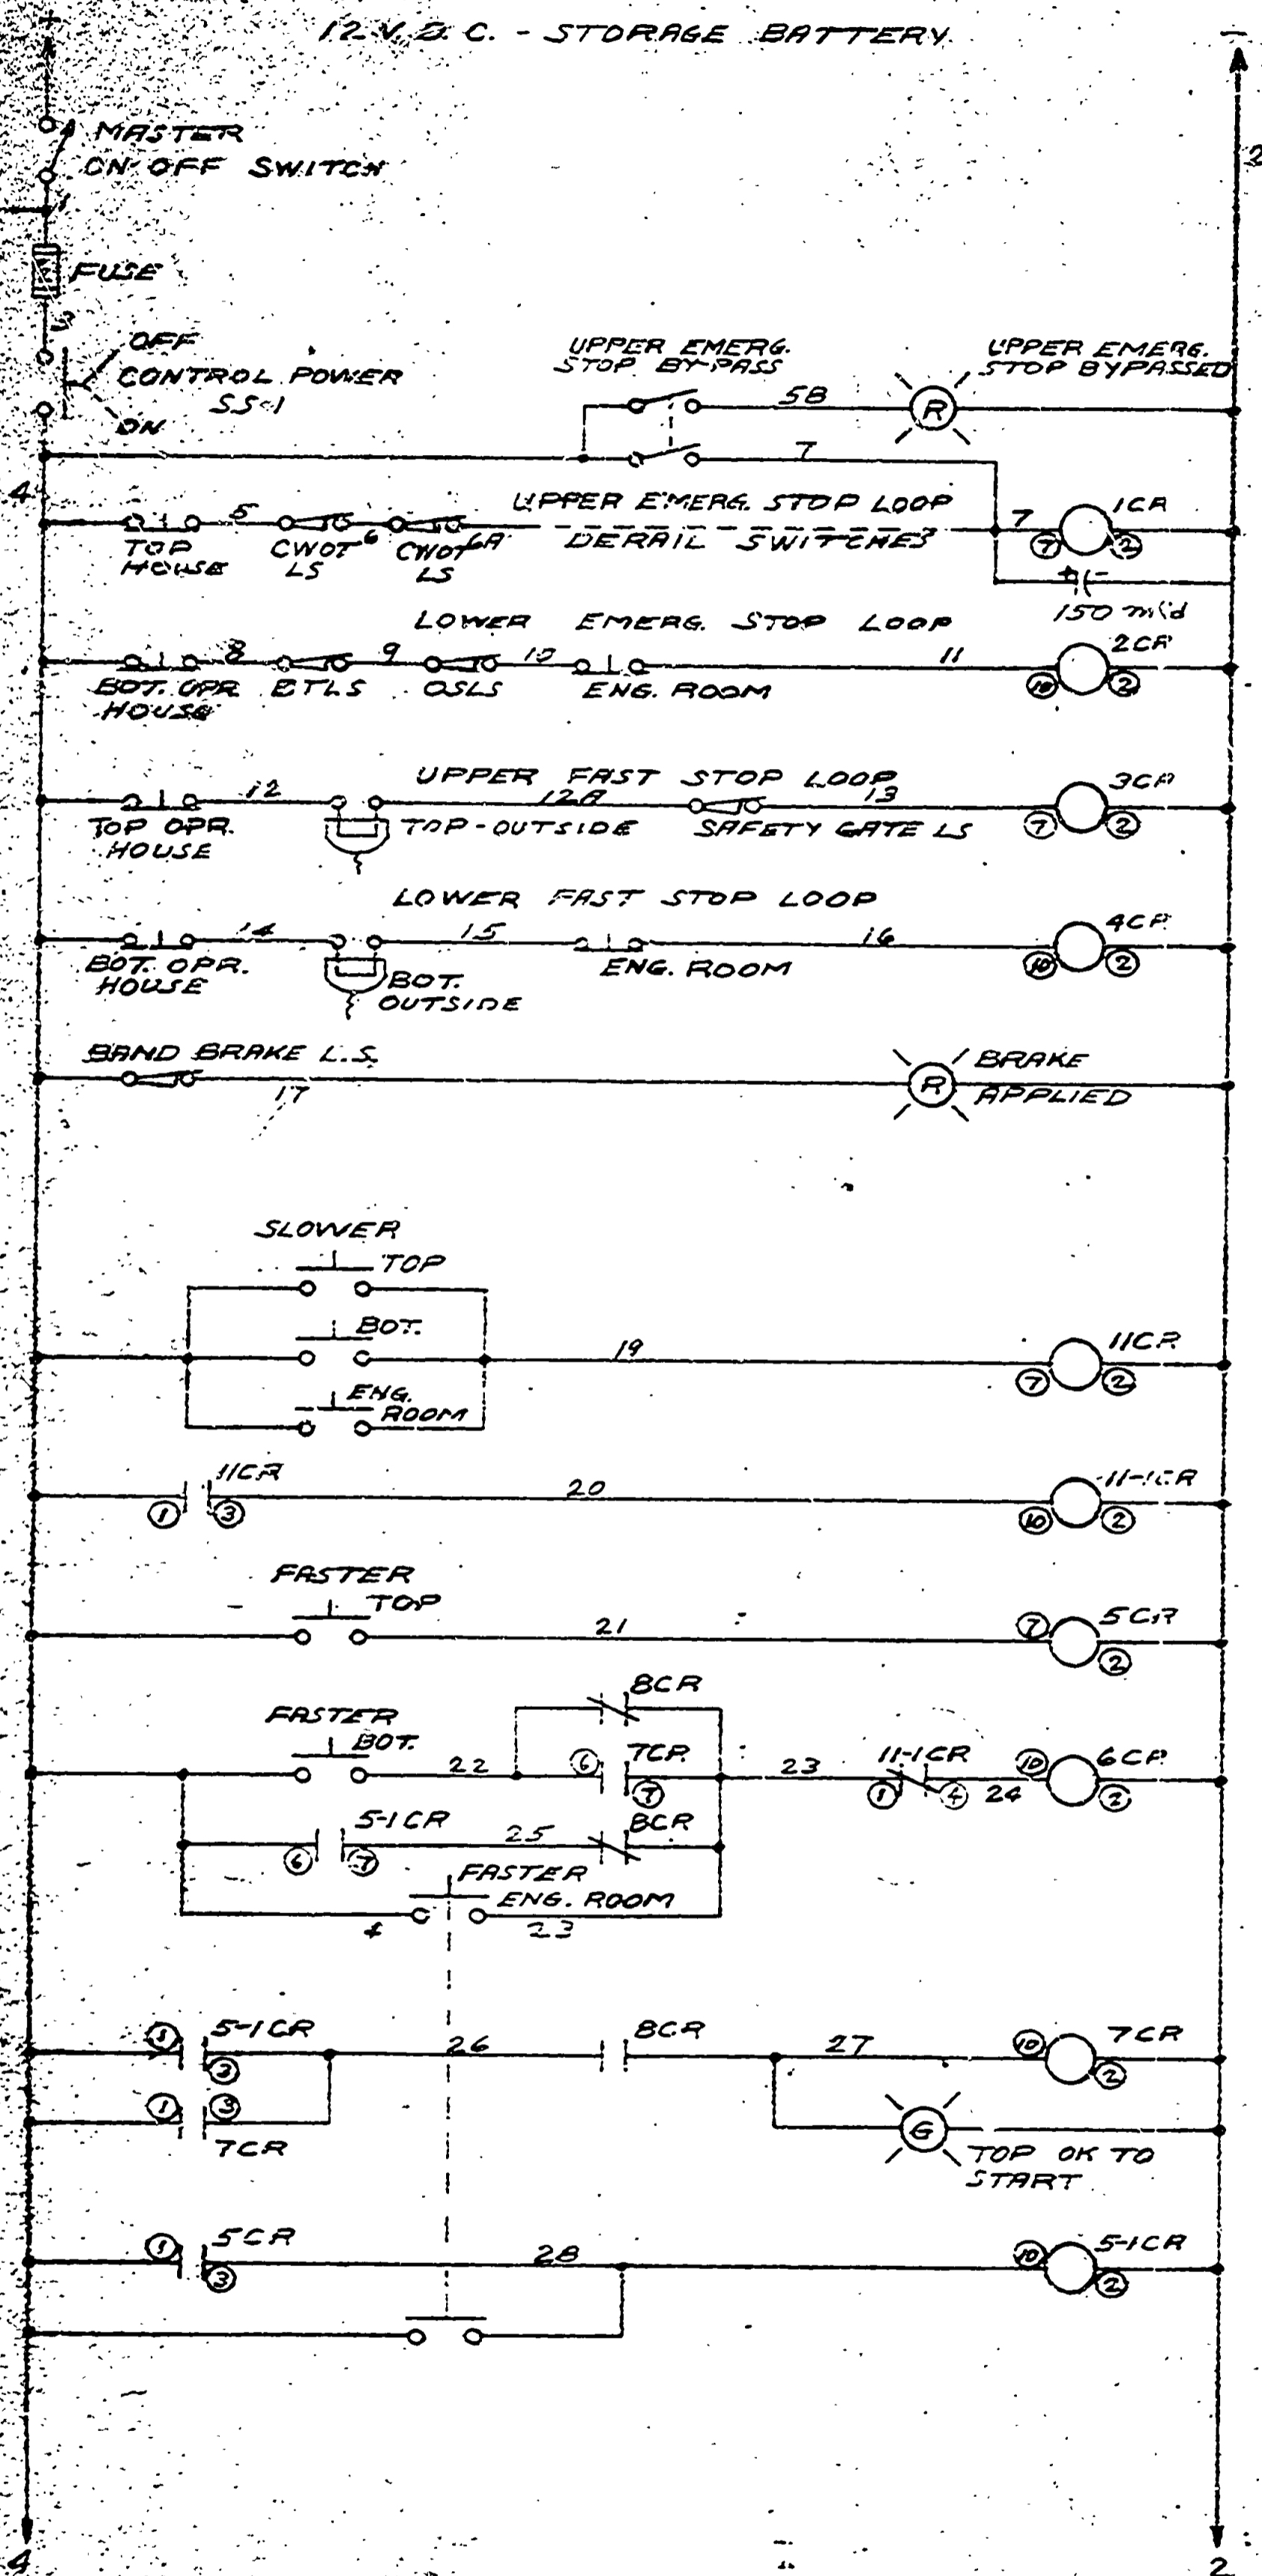 12 V.D.C. - STORAGE BATTERY
+
-
MASTER
ON-OFF SWITCH
2
1
FUSE
3
OFF
CONTROL POWER
SS-1
ON
UPPER EMERG.
STOP BY-PASS
UPPER EMERG.
STOP BYPASSED
5B
R
7
4
5
TOP
HOUSE
CWOT
LS
6
CWOT
LS
6A
UPPER EMERG. STOP LOOP
DERAIL SWITCHES
7
1CR
7
2
+
-
150 mfd
LOWER EMERG. STOP LOOP
8
9
10
11
2CR
BOT. OPR.
HOUSE
BTLS
OSLS
ENG. ROOM
10
2
UPPER FAST STOP LOOP
12
12A
13
3CR
TOP OPR.
HOUSE
TOP-OUTSIDE
SAFETY GATE LS
7
2
LOWER FAST STOP LOOP
14
15
16
4CR
BOT. OPR.
HOUSE
BOT.
OUTSIDE
ENG. ROOM
10
2
BAND BRAKE L.S.
17
R
BRAKE
APPLIED
SLOWER
TOP
BOT.
ENG.
ROOM
19
11CR
7
2
11CR
1
3
20
11-1CR
10
2
FASTER
TOP
21
7
5CR
2
8CR
FASTER
BOT.
22
6
7CR
7
23
11-1CR
1
4
24
10
6CR
2
5-1CR
6
7
25
8CR
FASTER
ENG. ROOM
4
23
1
5-1CR
3
26
8CR
27
10
7CR
2
1
3
7CR
G
TOP OK TO
START
1
5CR
3
28
10
5-1CR
2
4
2